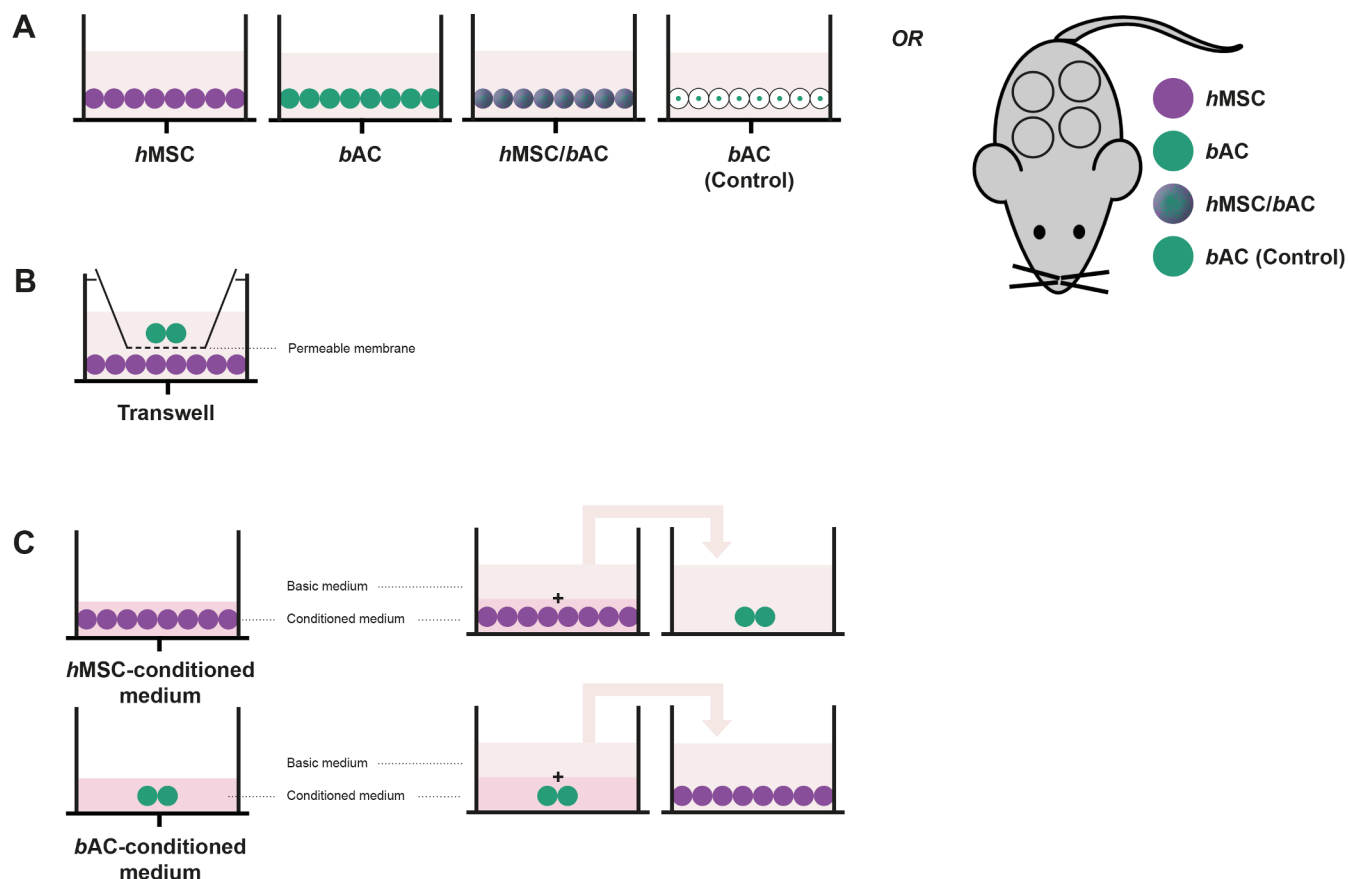 A
hMSC
bAC
hMSC/bAC
bAC
(Control)
OR
hMSC
bAC
hMSC/bAC
bAC (Control)
B
Permeable membrane
Transwell
C
Basic medium
Conditioned medium
+
hMSC-conditioned
medium
Basic medium
Conditioned medium
+
bAC-conditioned
medium